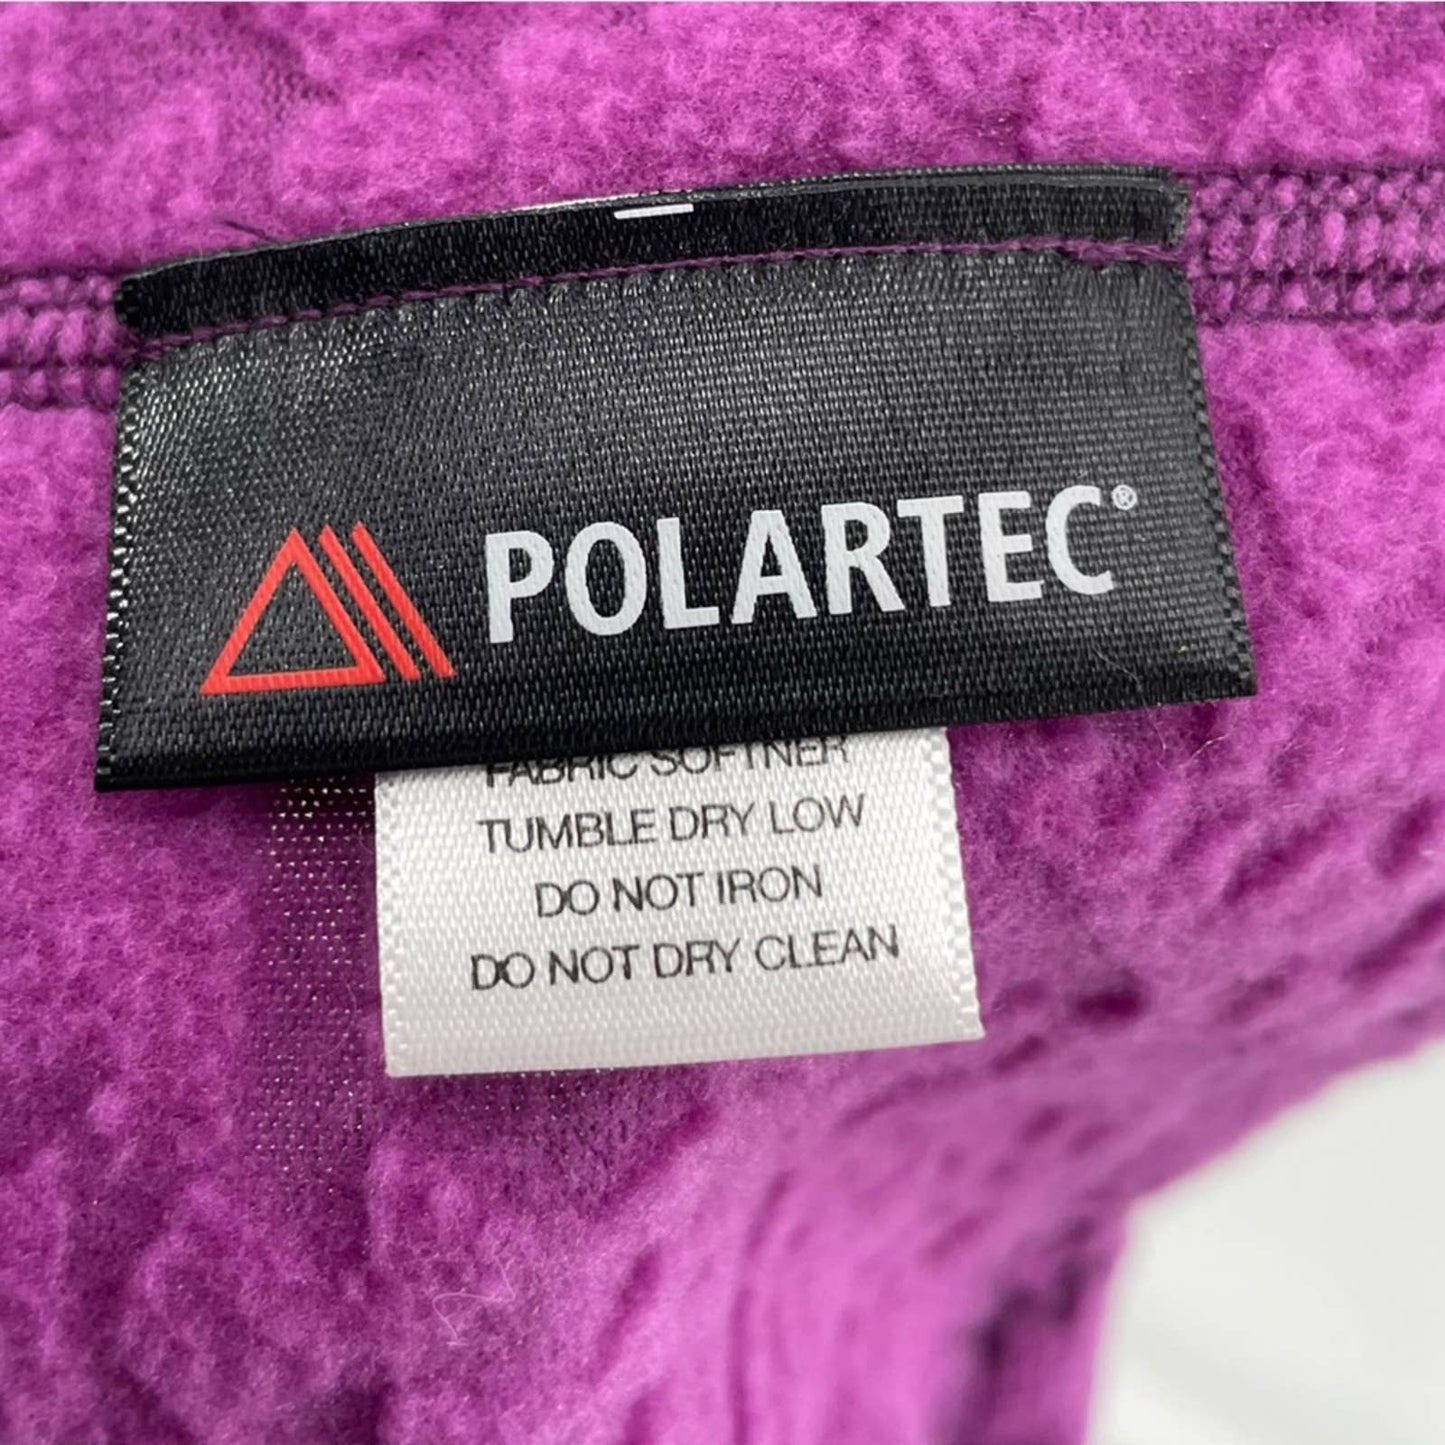 POLARTEC®
FABRIC SOFTNER
TUMBLE DRY LOW
DO NOT IRON
DO NOT DRY CLEAN